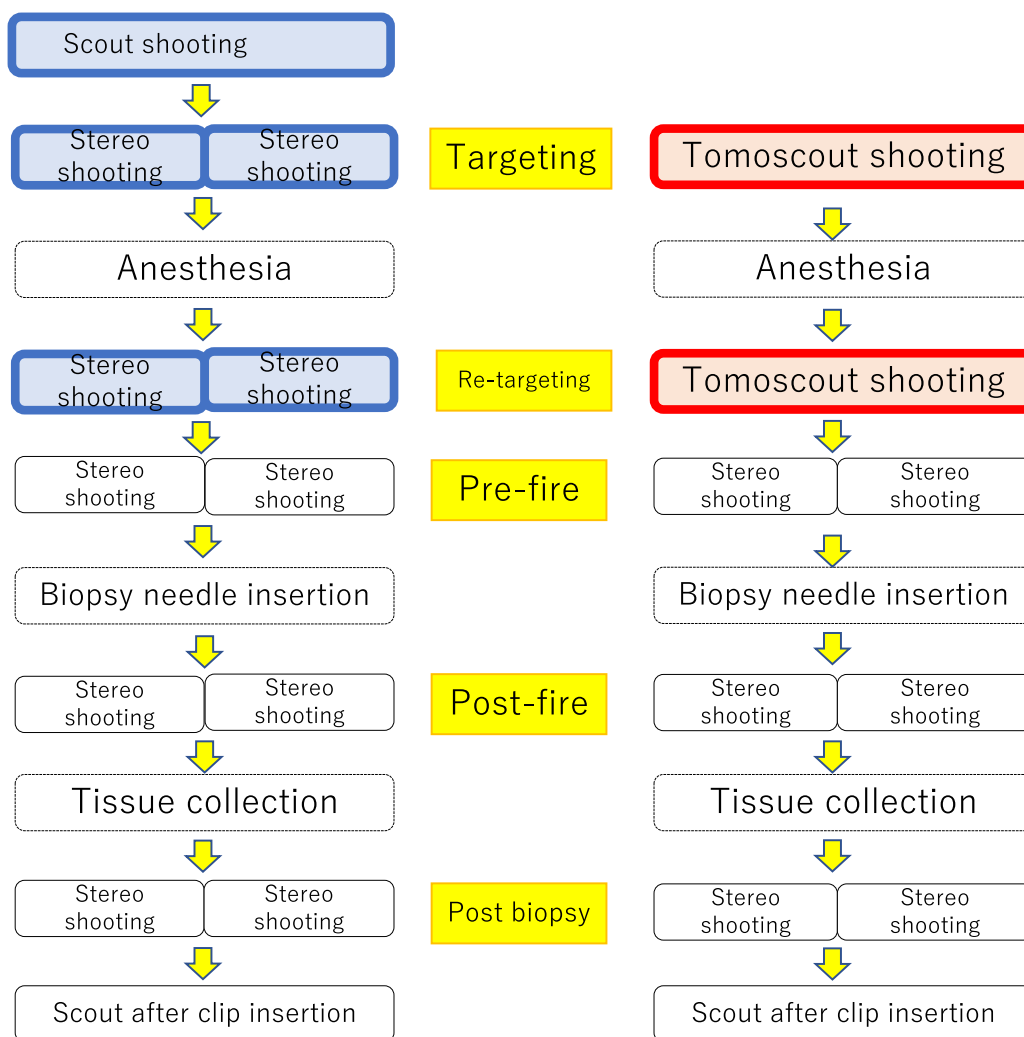 Scout shooting
Stereo
shooting
Stereo
shooting
Targeting
Tomoscout shooting
Anesthesia
Anesthesia
Stereo
shooting
Stereo
shooting
Re-targeting
Tomoscout shooting
Stereo
shooting
Stereo
shooting
Pre-fire
Stereo
shooting
Stereo
shooting
Biopsy needle insertion
Biopsy needle insertion
Stereo
shooting
Stereo
shooting
Post-fire
Stereo
shooting
Stereo
shooting
Tissue collection
Tissue collection
Stereo
shooting
Stereo
shooting
Post biopsy
Stereo
shooting
Stereo
shooting
Scout after clip insertion
Scout after clip insertion